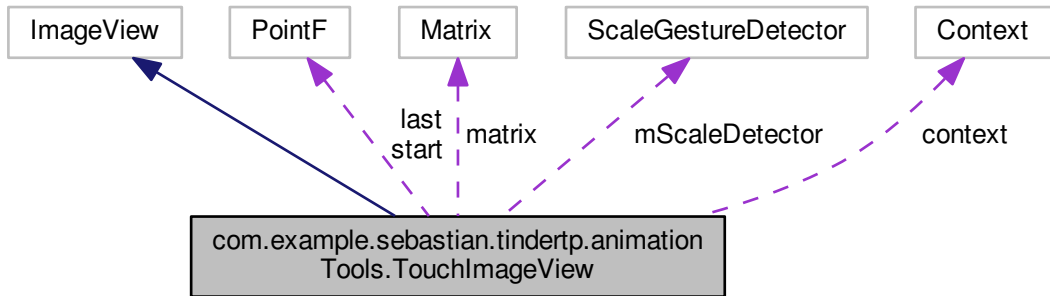 ImageView
PointF
Matrix
ScaleGestureDetector
Context
last
start
matrix
mScaleDetector
context
com.example.sebastian.tindertp.animation
Tools.TouchImageView